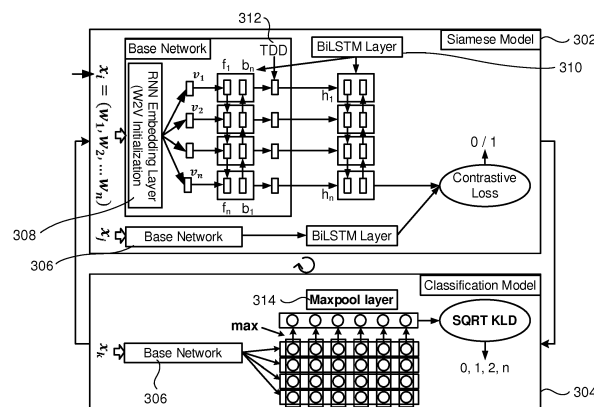 312
Base Network
TDD
BiLSTM Layer
Siamese Model
302
310
x_i = (w_1, w_2, ... w_n)
RNN Embedding Layer
(W2V Initialization
v_1
v_2
v_n
f_1 b_n
f_n b_1
h_1
h_n
0 / 1
Contrastive
Loss
308
x_j
Base Network
BiLSTM Layer
306
Classification Model
314
Maxpool layer
max
SQRT KLD
x_k
Base Network
0, 1, 2, n
306
304